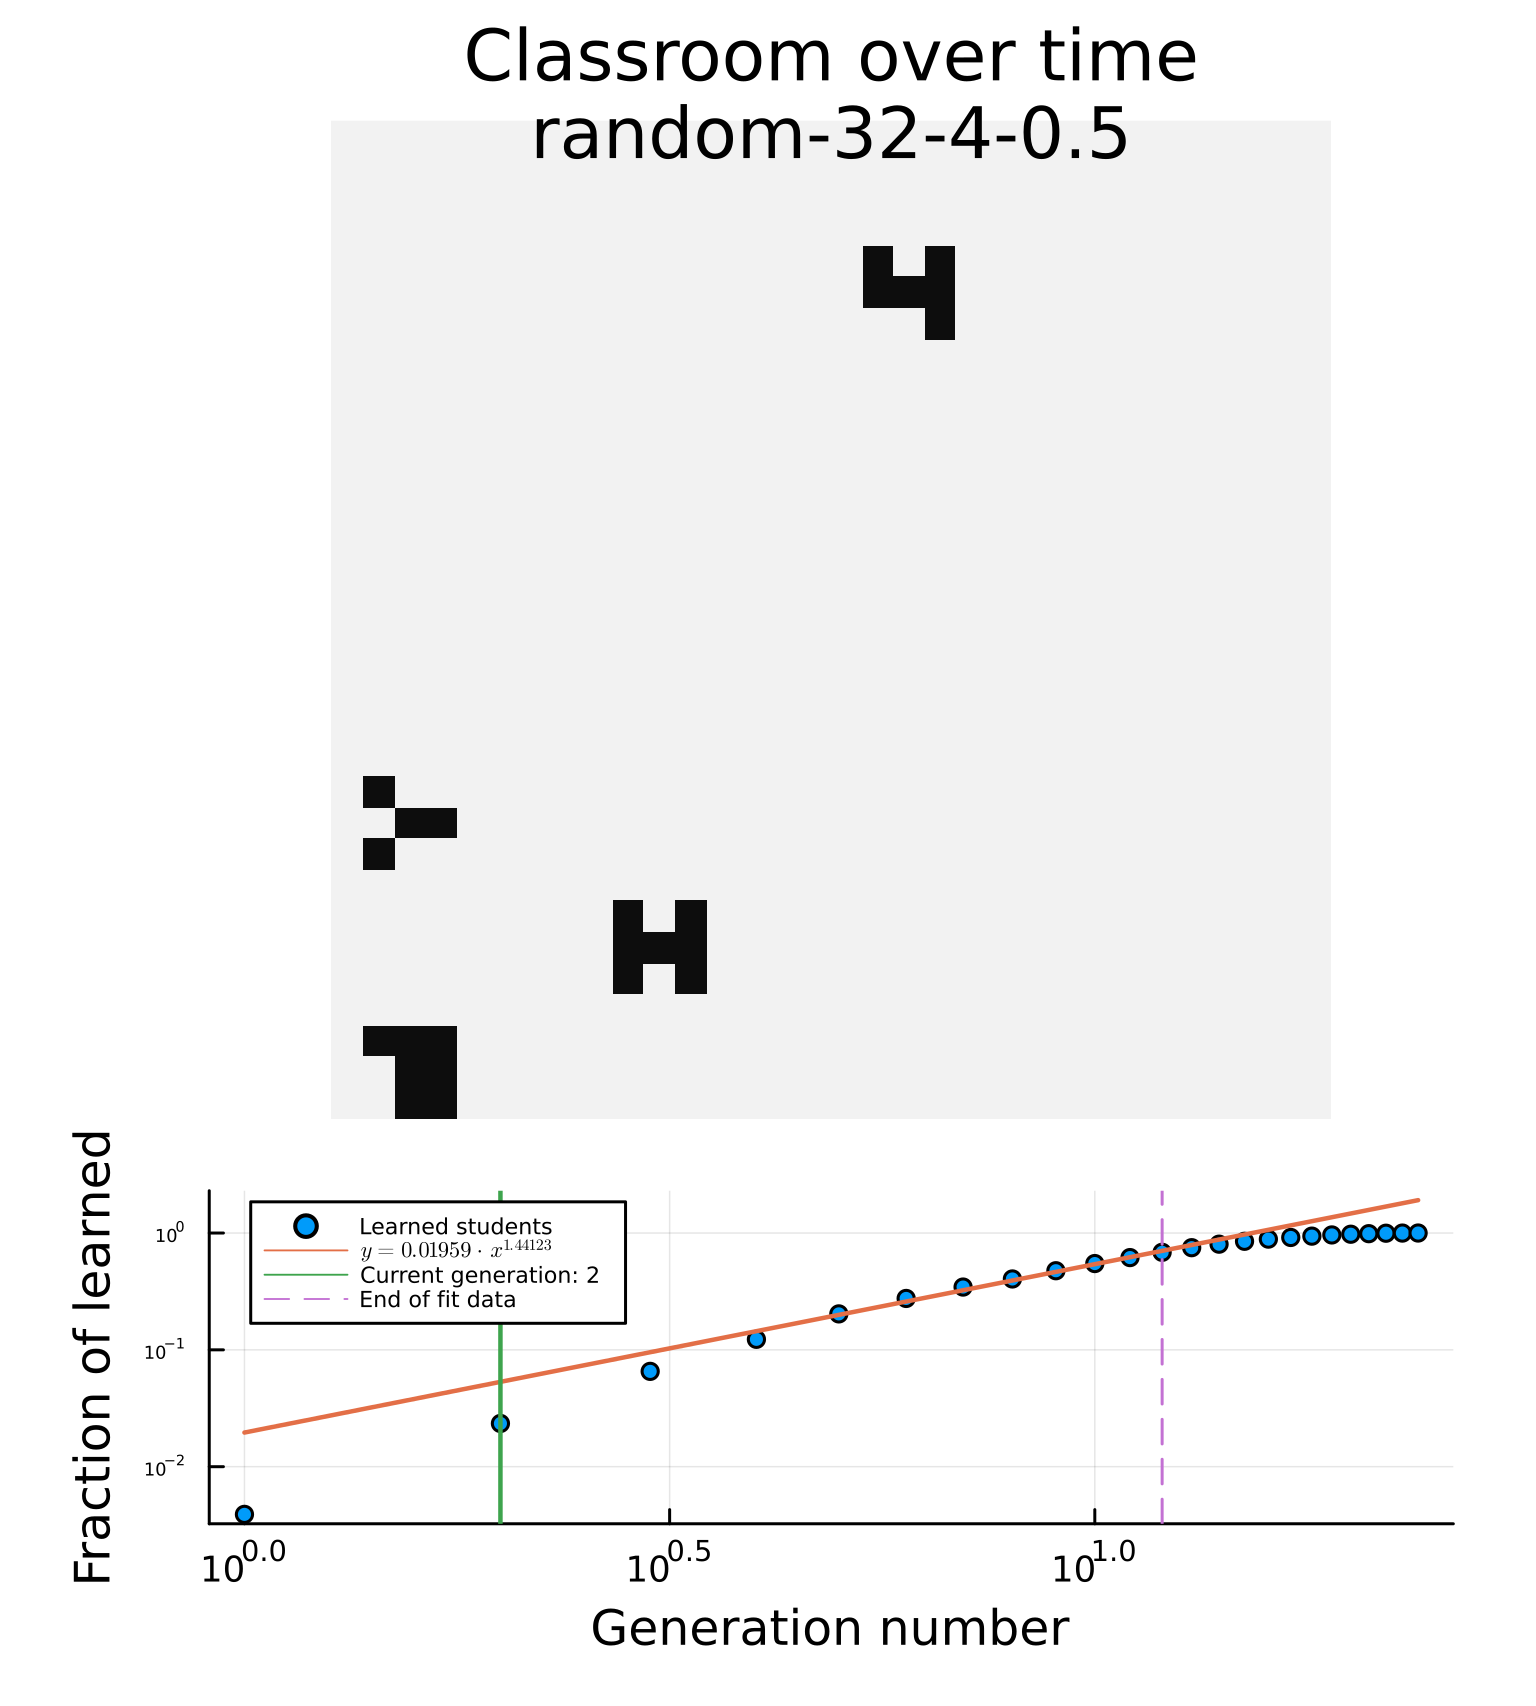 Classroom over time
random-32-4-0.5
Fraction of learned
10^0
10^−1
10^−2
Learned students
y = 0.01959 · x^1.44123
Current generation: 2
End of fit data
10^0.0 10^0.5 10^1.0
Generation number